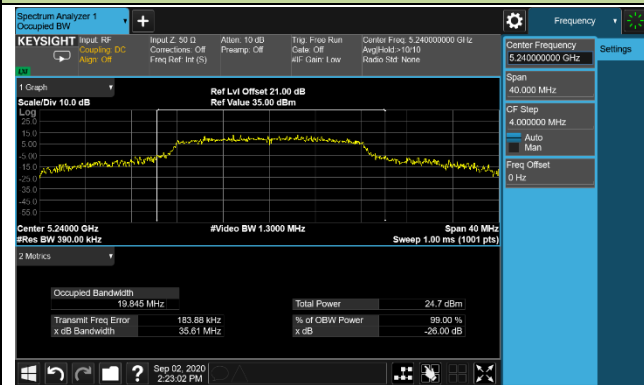 Spectrum Analyzer 1
Occupied BW
Frequency
KEYSIGHT Input: RF
Coupling: DC
Align: Off
Input Z: 50 Ω
Corrections: Off
Freq Ref: Int (S)
Atten: 10 dB
Preamp: Off
Trig: Free Run
Gate: Off
#IF Gain: Low
Center Freq: 5.240000000 GHz
Avg|Hold:>10/10
Radio Std: None
Center Frequency
5.240000000 GHz
Settings
Span
40.000 MHz
CF Step
4.000000 MHz
Auto
Man
Freq Offset
0 Hz
1 Graph
Scale/Div 10.0 dB
Ref Lvl Offset 21.00 dB
Ref Value 35.00 dBm
Log
25.0
15.0
5.00
-5.00
-15.0
-25.0
-35.0
-45.0
-55.0
Center 5.24000 GHz
#Res BW 390.00 kHz
#Video BW 1.3000 MHz
Span 40 MHz
Sweep 1.00 ms (1001 pts)
2 Metrics
Occupied Bandwidth
19.845 MHz
Total Power 24.7 dBm
Transmit Freq Error 183.88 kHz
% of OBW Power 99.00 %
x dB Bandwidth 35.61 MHz
x dB -26.00 dB
?
Sep 02, 2020
2:23:02 PM